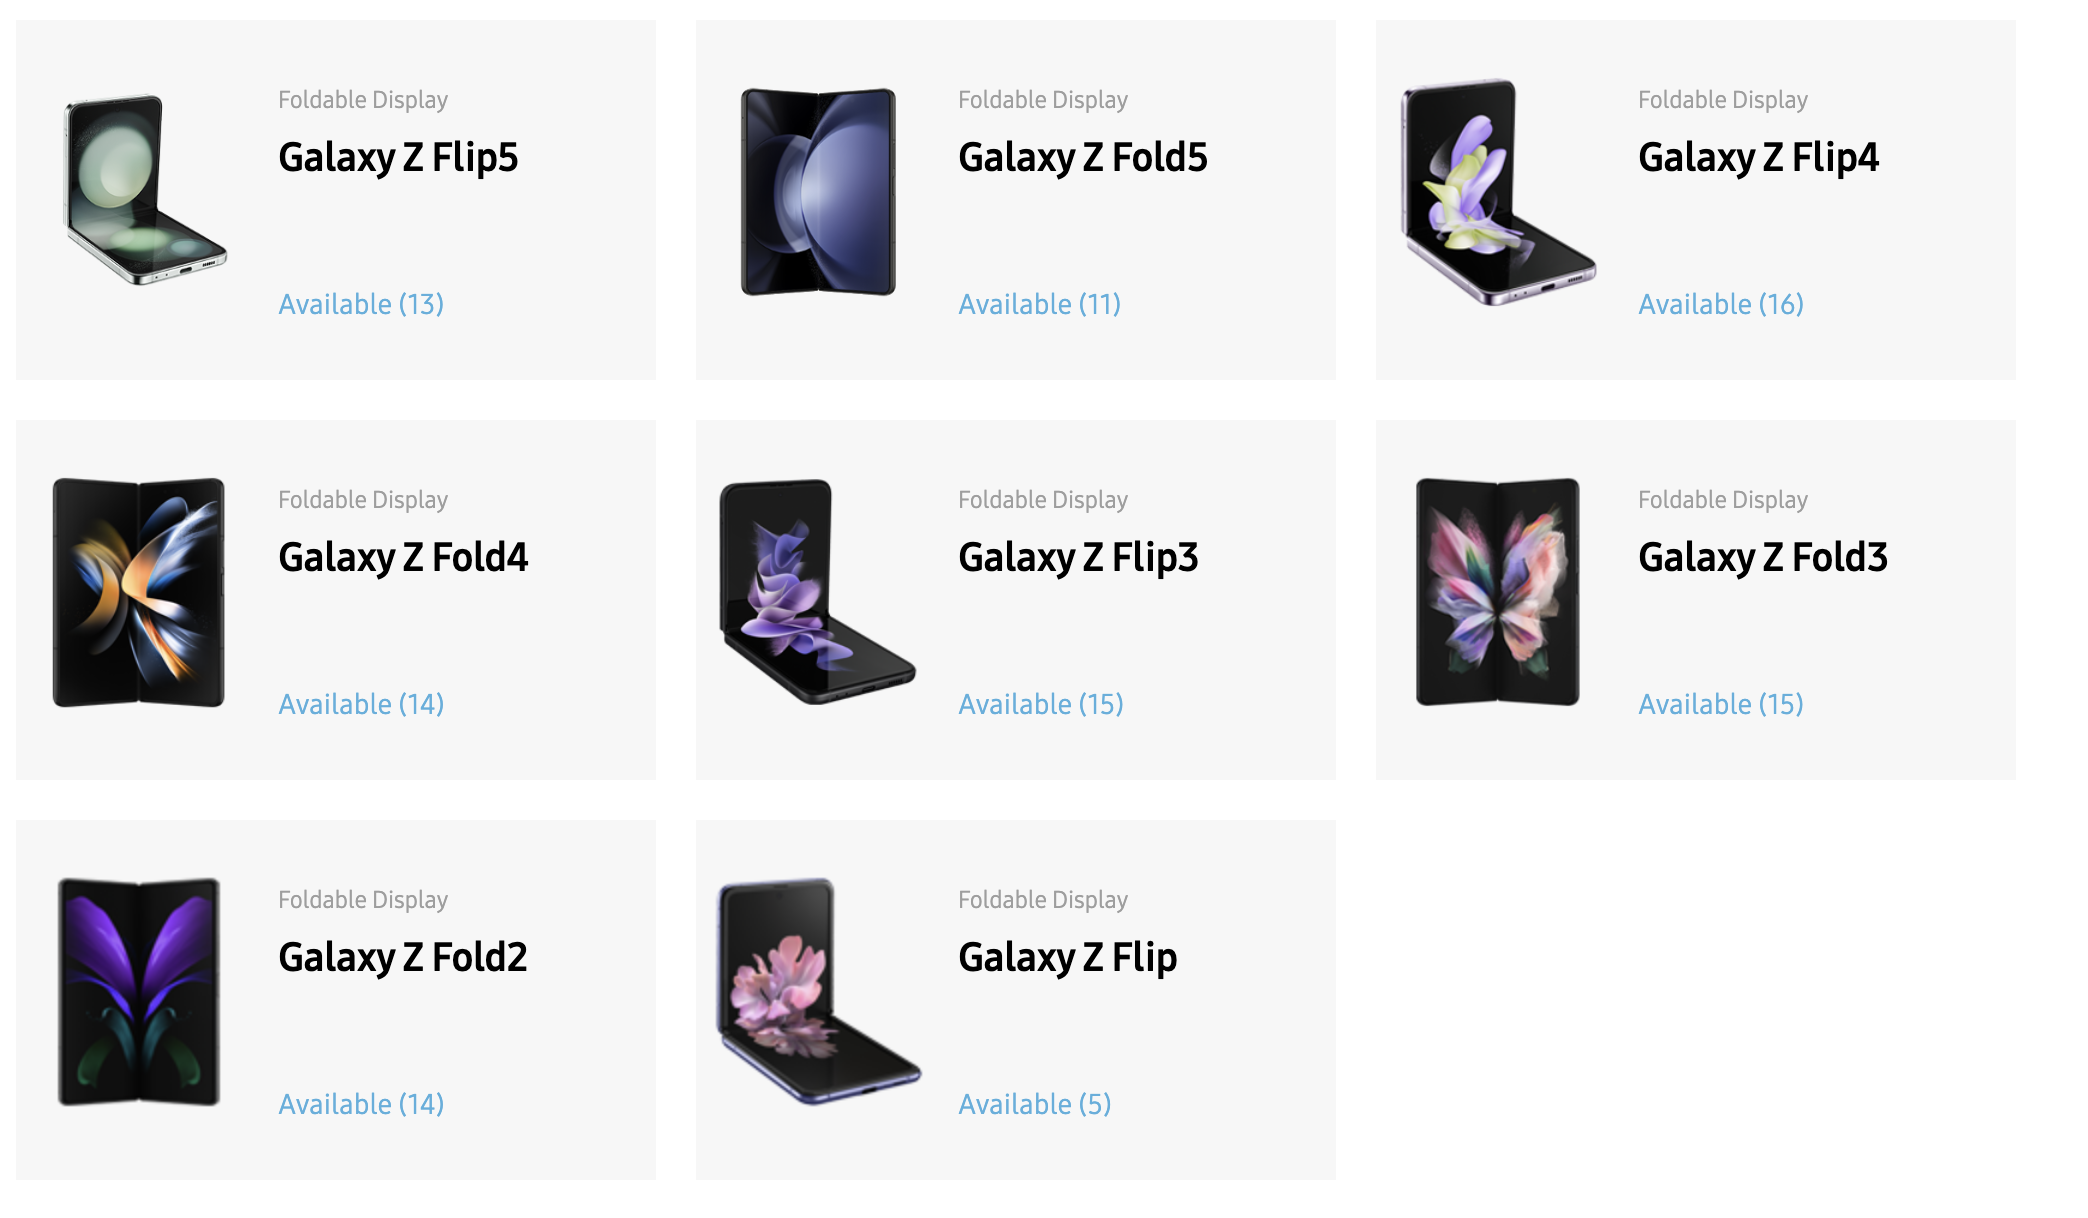 Foldable Display
Galaxy Z Flip5
Available (13)
Foldable Display
Galaxy Z Fold5
Available (11)
Foldable Display
Galaxy Z Flip4
Available (16)
Foldable Display
Galaxy Z Fold4
Available (14)
Foldable Display
Galaxy Z Flip3
Available (15)
Foldable Display
Galaxy Z Fold3
Available (15)
Foldable Display
Galaxy Z Fold2
Available (14)
Foldable Display
Galaxy Z Flip
Available (5)